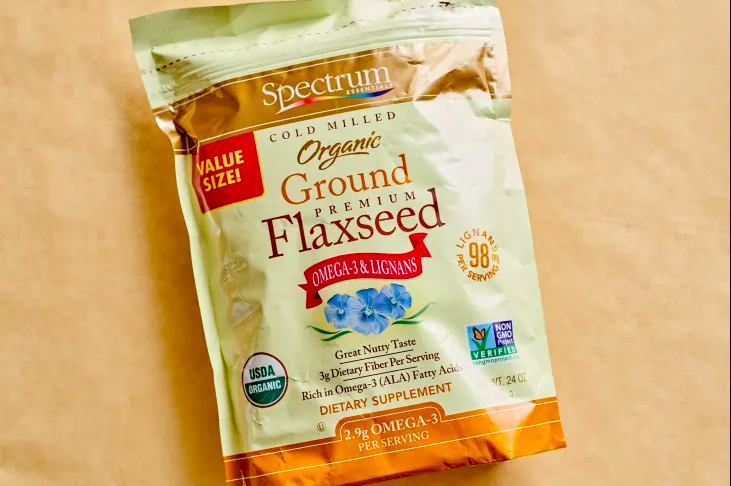 Spectrum
ESSENTIALS
COLD MILLED
Organic
VALUE
SIZE!
Ground
PREMIUM
Flaxseed
OMEGA-3 & LIGNANS
LIGNANS
98
PER SERVING
Great Nutty Taste
3g Dietary Fiber Per Serving
Rich in Omega-3 (ALA) Fatty Acids
DIETARY SUPPLEMENT
USDA
ORGANIC
NON
GMO
Project
VERIFIED
nongmoproject.org
WT. 24 OZ
2.9g OMEGA-3
PER SERVING